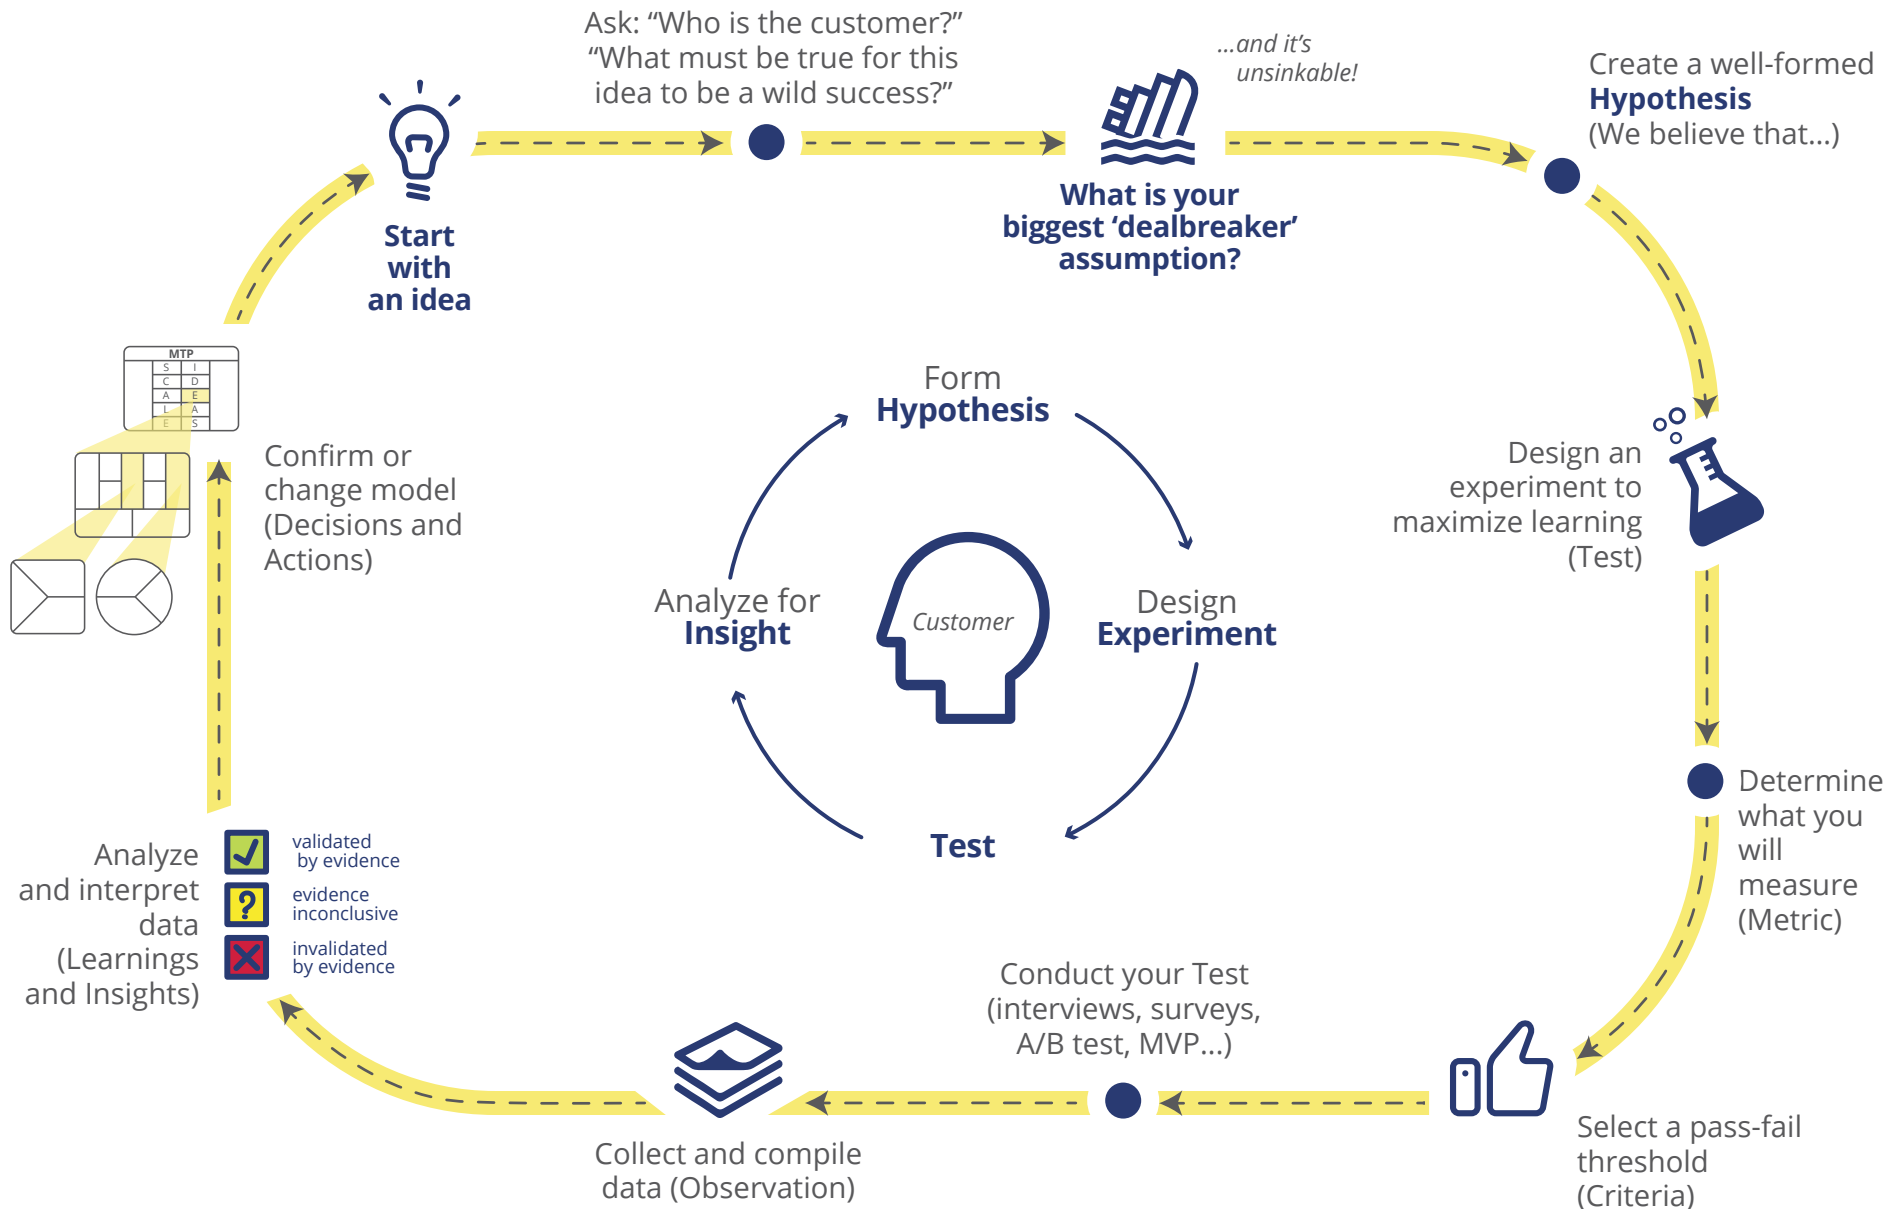 Ask: “Who is the customer?”
“What must be true for this
idea to be a wild success?”
...and it’s
unsinkable!
Create a well-formed
Hypothesis
(We believe that...)
Start
with
an idea
What is your
biggest ‘dealbreaker’
assumption?
MTP
S I
C D
A E
L A
E S
Form
Hypothesis
Confirm or
change model
(Decisions and
Actions)
Design an
experiment to
maximize learning
(Test)
Analyze for
Insight
Customer
Design
Experiment
Test
Determine
what you
will
measure
(Metric)
Analyze
and interpret
data
(Learnings
and Insights)
validated
by evidence
evidence
inconclusive
invalidated
by evidence
Conduct your Test
(interviews, surveys,
A/B test, MVP...)
Select a pass-fail
threshold
(Criteria)
Collect and compile
data (Observation)